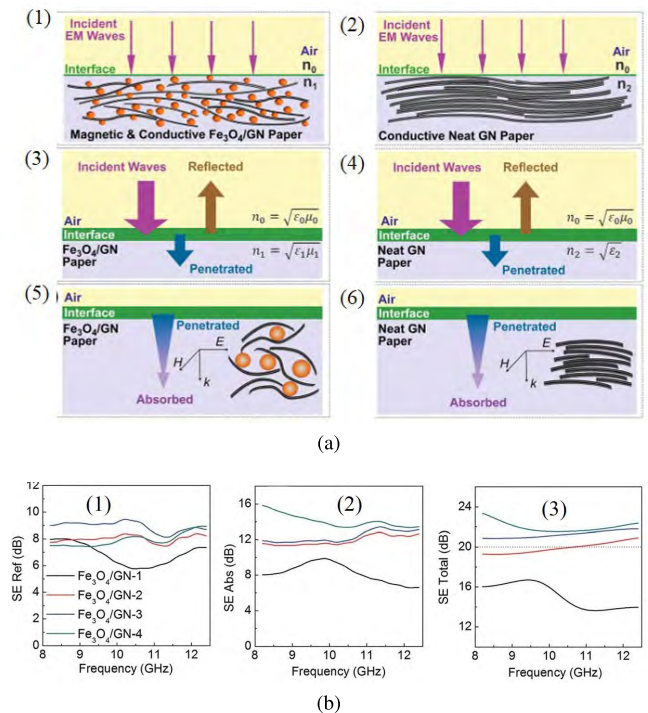 (1)
Incident
EM Waves
Air
n₀
Interface
n₁
Magnetic & Conductive Fe₃O₄/GN Paper
(2)
Incident
EM Waves
Air
n₀
Interface
n₂
Conductive Neat GN Paper
(3)
Incident Waves Reflected
Air
n₀ = √ε₀μ₀
Interface
Fe₃O₄/GN
Paper
n₁ = √ε₁μ₁
Penetrated
(4)
Incident Waves Reflected
Air
n₀ = √ε₀μ₀
Interface
Neat GN
Paper
n₂ = √ε₂
Penetrated
(5)
Air
Interface
Fe₃O₄/GN
Paper
Penetrated
E
H
k
Absorbed
(6)
Air
Interface
Neat GN
Paper
Penetrated
E
H
k
Absorbed
(a)
(1)
SE Ref (dB)
12
10
8
6
4
2
0
Fe₃O₄/GN-1
Fe₃O₄/GN-2
Fe₃O₄/GN-3
Fe₃O₄/GN-4
8 9 10 11 12
Frequency (GHz)
(2)
SE Abs (dB)
16
12
8
4
0
8 9 10 11 12
Frequency (GHz)
(3)
SE Total (dB)
24
22
20
16
12
8 9 10 11 12
Frequency (GHz)
(b)